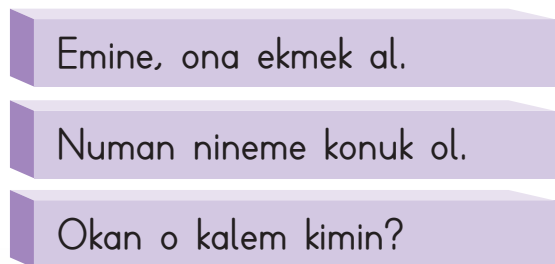 Emine, ona ekmek al.
Numan nineme konuk ol.
Okan o kalem kimin?